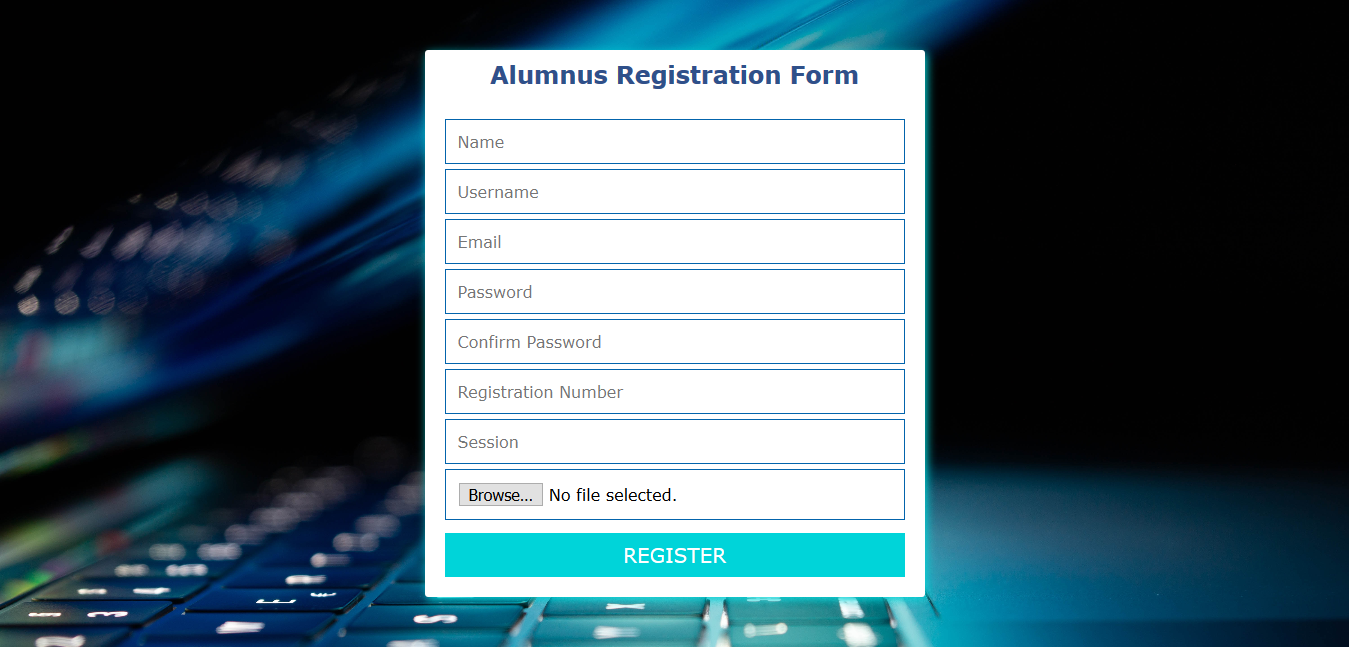 Alumnus Registration Form
Name
Username
Email
Password
Confirm Password
Registration Number
Session
Browse... No file selected.
REGISTER